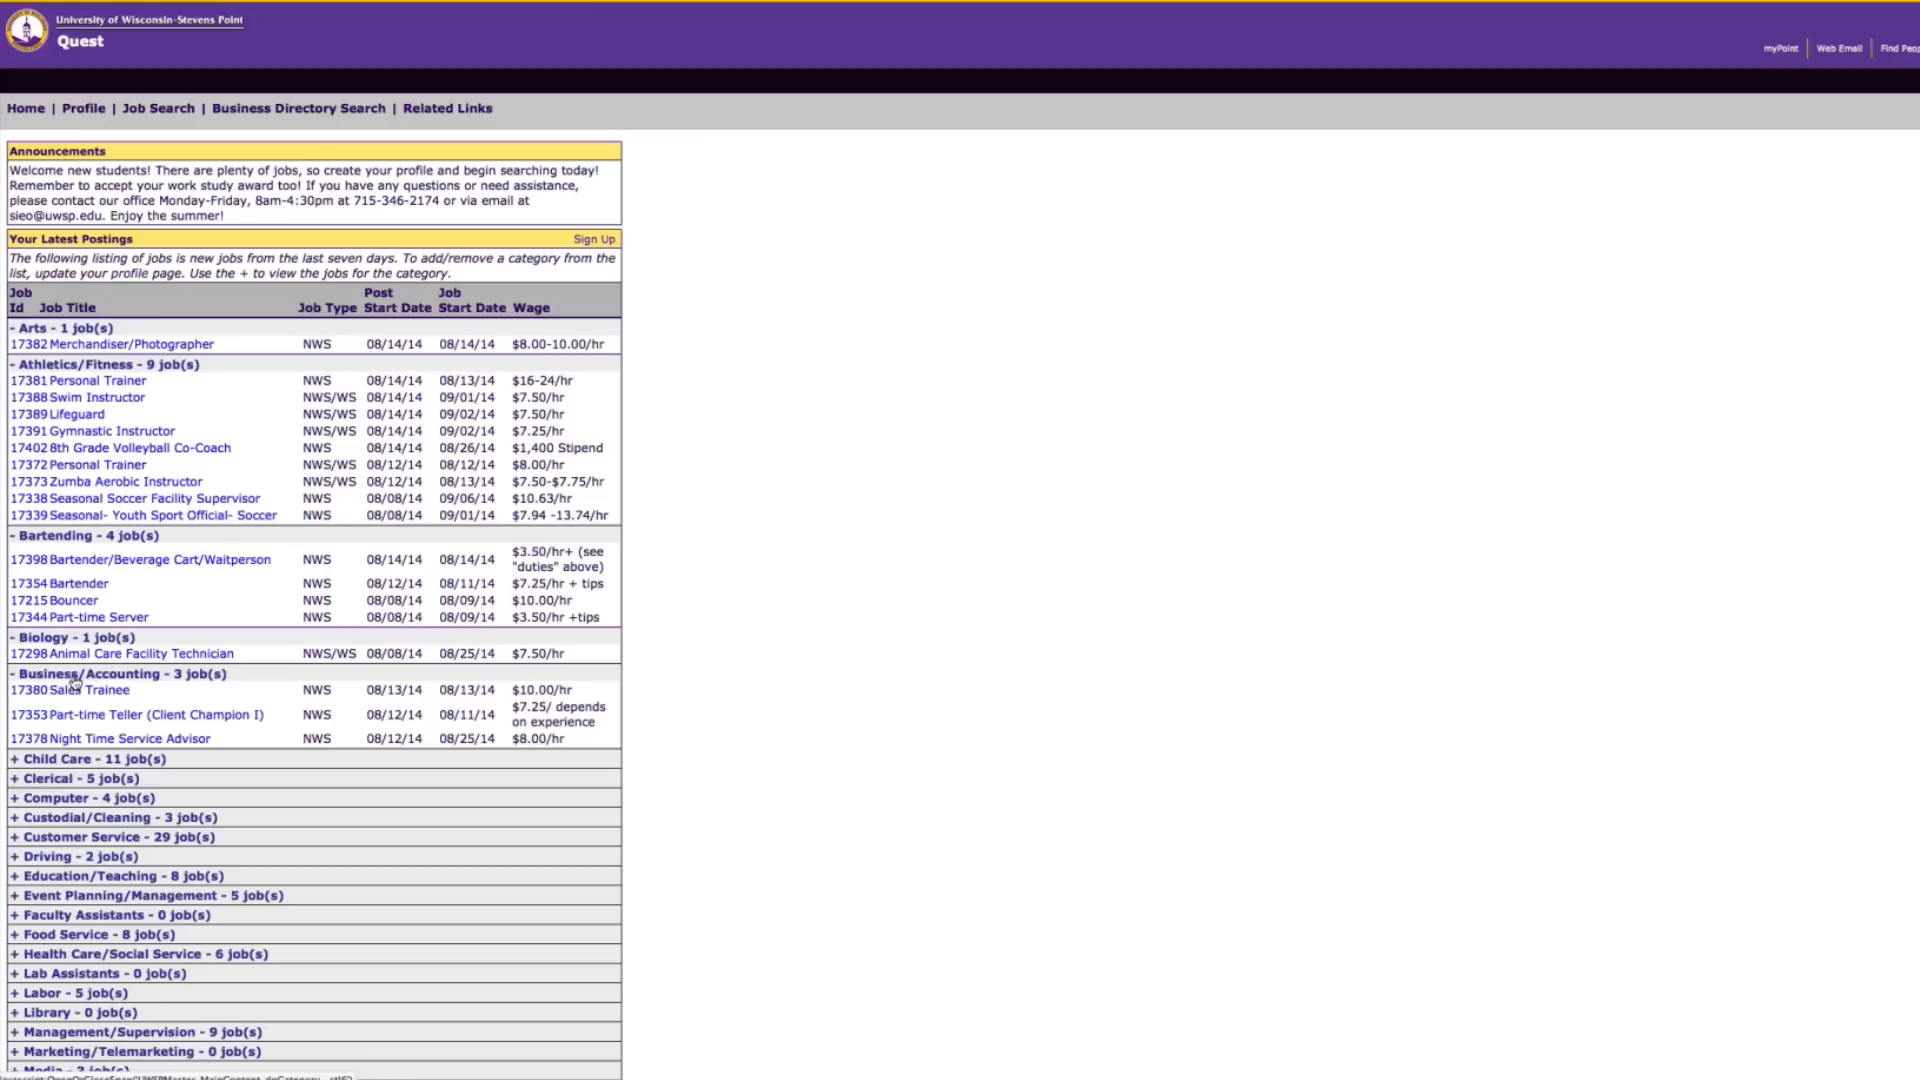 University of Wisconsin-Stevens Point
Quest
myPoint | Web Email | Find Peop
Home | Profile | Job Search | Business Directory Search | Related Links
Announcements
Welcome new students! There are plenty of jobs, so create your profile and begin searching today!
Remember to accept your work study award too! If you have any questions or need assistance,
please contact our office Monday-Friday, 8am-4:30pm at 715-346-2174 or via email at
sieo@uwsp.edu. Enjoy the summer!
Your Latest Postings Sign Up
The following listing of jobs is new jobs from the last seven days. To add/remove a category from the
list, update your profile page. Use the + to view the jobs for the category.
Job Post Job
Id Job Title Job Type Start Date Start Date Wage
- Arts - 1 job(s)
17382 Merchandiser/Photographer NWS 08/14/14 08/14/14 $8.00-10.00/hr
- Athletics/Fitness - 9 job(s)
17381 Personal Trainer NWS 08/14/14 08/13/14 $16-24/hr
17388 Swim Instructor NWS/WS 08/14/14 09/01/14 $7.50/hr
17389 Lifeguard NWS/WS 08/14/14 09/02/14 $7.50/hr
17391 Gymnastic Instructor NWS/WS 08/14/14 09/02/14 $7.25/hr
17402 8th Grade Volleyball Co-Coach NWS 08/14/14 08/26/14 $1,400 Stipend
17372 Personal Trainer NWS/WS 08/12/14 08/12/14 $8.00/hr
17373 Zumba Aerobic Instructor NWS/WS 08/12/14 08/13/14 $7.50-$7.75/hr
17338 Seasonal Soccer Facility Supervisor NWS 08/08/14 09/06/14 $10.63/hr
17339 Seasonal- Youth Sport Official- Soccer NWS 08/08/14 09/01/14 $7.94 -13.74/hr
- Bartending - 4 job(s)
17398 Bartender/Beverage Cart/Waitperson NWS 08/14/14 08/14/14 $3.50/hr+ (see
"duties" above)
17354 Bartender NWS 08/12/14 08/11/14 $7.25/hr + tips
17215 Bouncer NWS 08/08/14 08/09/14 $10.00/hr
17344 Part-time Server NWS 08/08/14 08/09/14 $3.50/hr +tips
- Biology - 1 job(s)
17298 Animal Care Facility Technician NWS/WS 08/08/14 08/25/14 $7.50/hr
- Business/Accounting - 3 job(s)
17380 Sales Trainee NWS 08/13/14 08/13/14 $10.00/hr
17353 Part-time Teller (Client Champion I) NWS 08/12/14 08/11/14 $7.25/ depends
on experience
17378 Night Time Service Advisor NWS 08/12/14 08/25/14 $8.00/hr
+ Child Care - 11 job(s)
+ Clerical - 5 job(s)
+ Computer - 4 job(s)
+ Custodial/Cleaning - 3 job(s)
+ Customer Service - 29 job(s)
+ Driving - 2 job(s)
+ Education/Teaching - 8 job(s)
+ Event Planning/Management - 5 job(s)
+ Faculty Assistants - 0 job(s)
+ Food Service - 8 job(s)
+ Health Care/Social Service - 6 job(s)
+ Lab Assistants - 0 job(s)
+ Labor - 5 job(s)
+ Library - 0 job(s)
+ Management/Supervision - 9 job(s)
+ Marketing/Telemarketing - 0 job(s)
+ Media